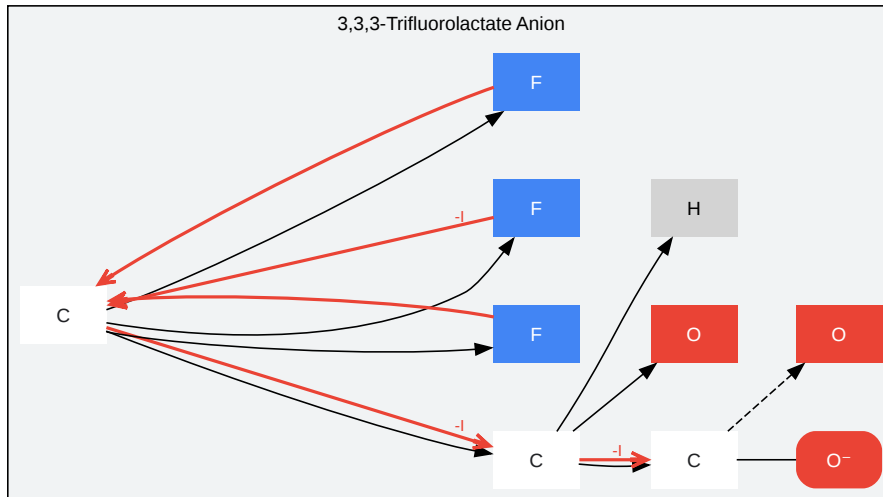 3,3,3-Trifluorolactate Anion
F
-I
F
H
C
F
O
O
-I
C
-I
C
O⁻